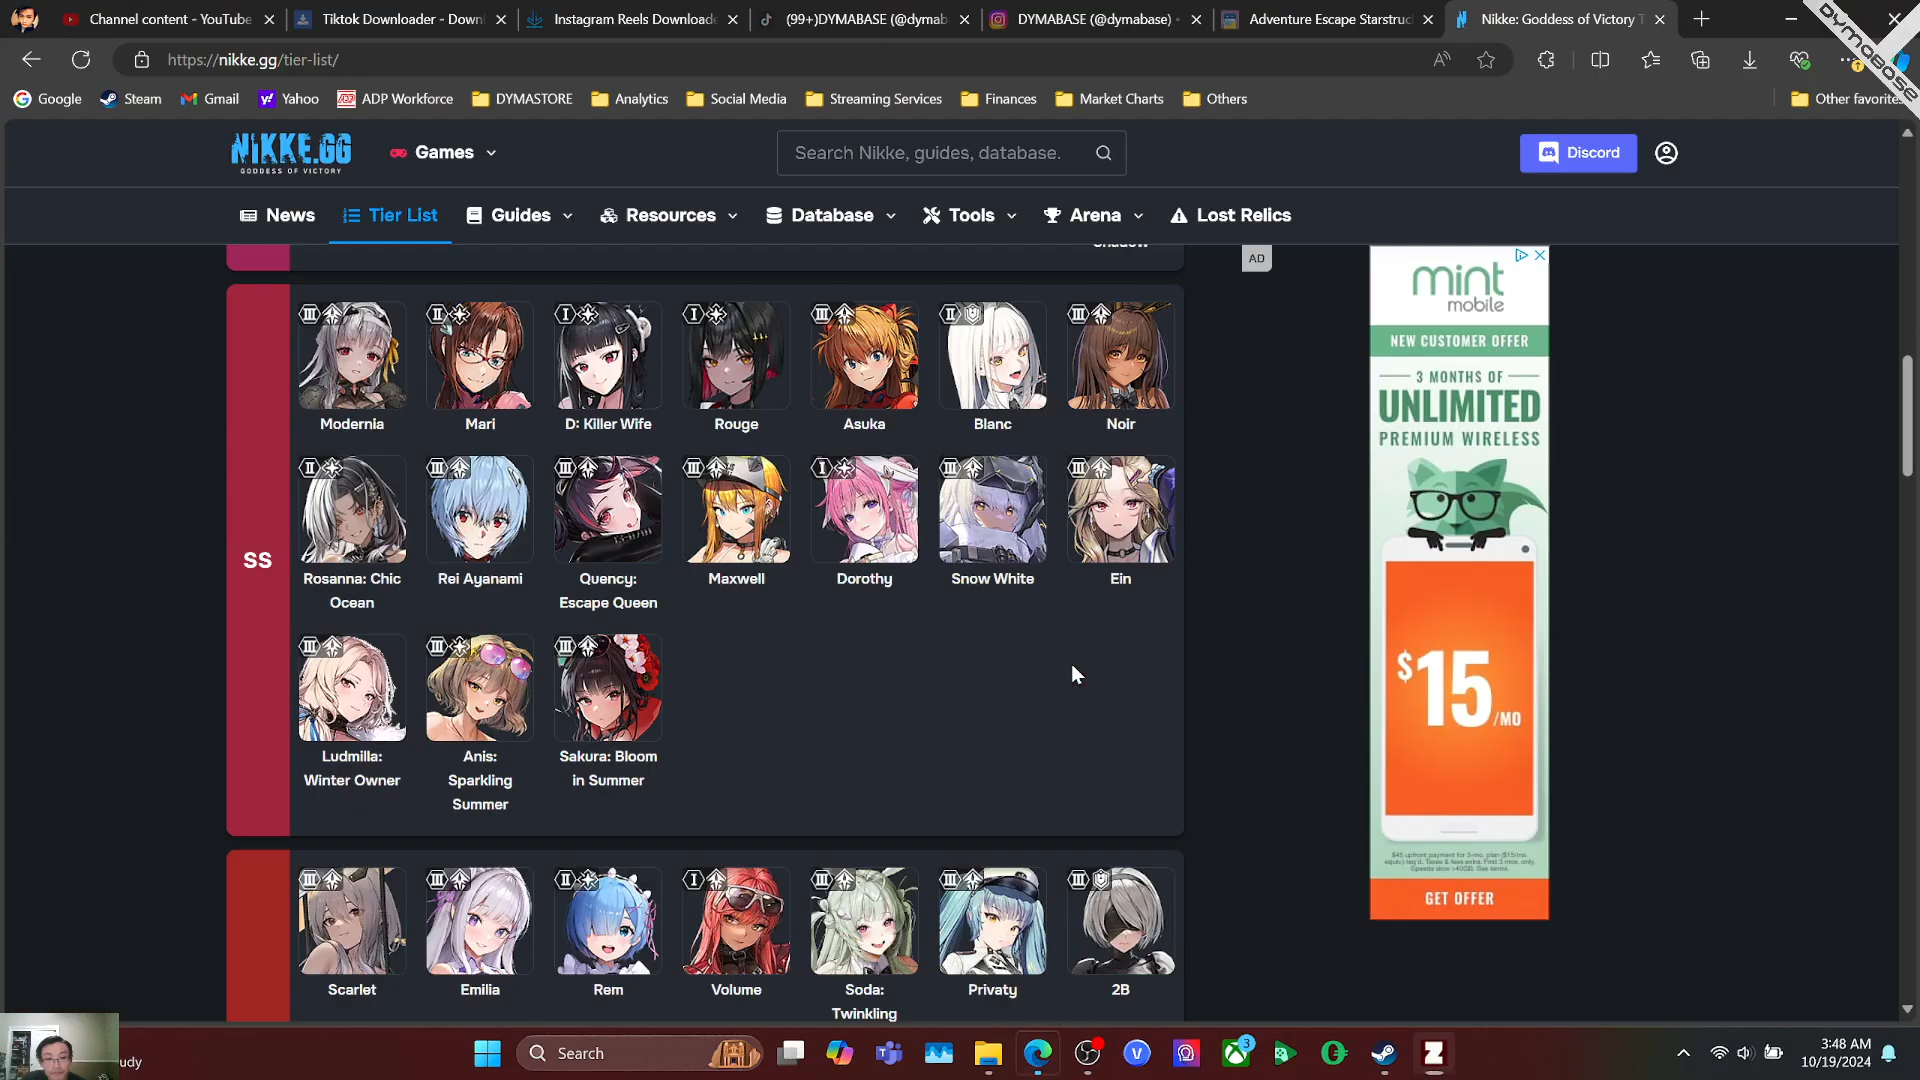 Channel content - YouTube
Tiktok Downloader - Downl
Instagram Reels Downloade
(99+)DYMABASE (@dymab
DYMABASE (@dymabase) •
Adventure Escape Starstruc
Nikke: Goddess of Victory T
DYMABASE
https://nikke.gg/tier-list/
Google
Steam
Gmail
Yahoo
ADP Workforce
DYMASTORE
Analytics
Social Media
Streaming Services
Finances
Market Charts
Others
Other favorites
NIKKE.GG
GODDESS OF VICTORY
Games
Search Nikke, guides, database.
Discord
News
Tier List
Guides
Resources
Database
Tools
Arena
Lost Relics
Shadow
AD
SS
Modernia
Mari
D: Killer Wife
Rouge
Asuka
Blanc
Noir
Rosanna: Chic
Ocean
Rei Ayanami
Quency:
Escape Queen
Maxwell
Dorothy
Snow White
Ein
Ludmilla:
Winter Owner
Anis:
Sparkling
Summer
Sakura: Bloom
in Summer
Scarlet
Emilia
Rem
Volume
Soda:
Twinkling
Privaty
2B
mint
mobile
NEW CUSTOMER OFFER
3 MONTHS OF
UNLIMITED
PREMIUM WIRELESS
$15/MO
GET OFFER
udy
Search
3
3:48 AM
10/19/2024